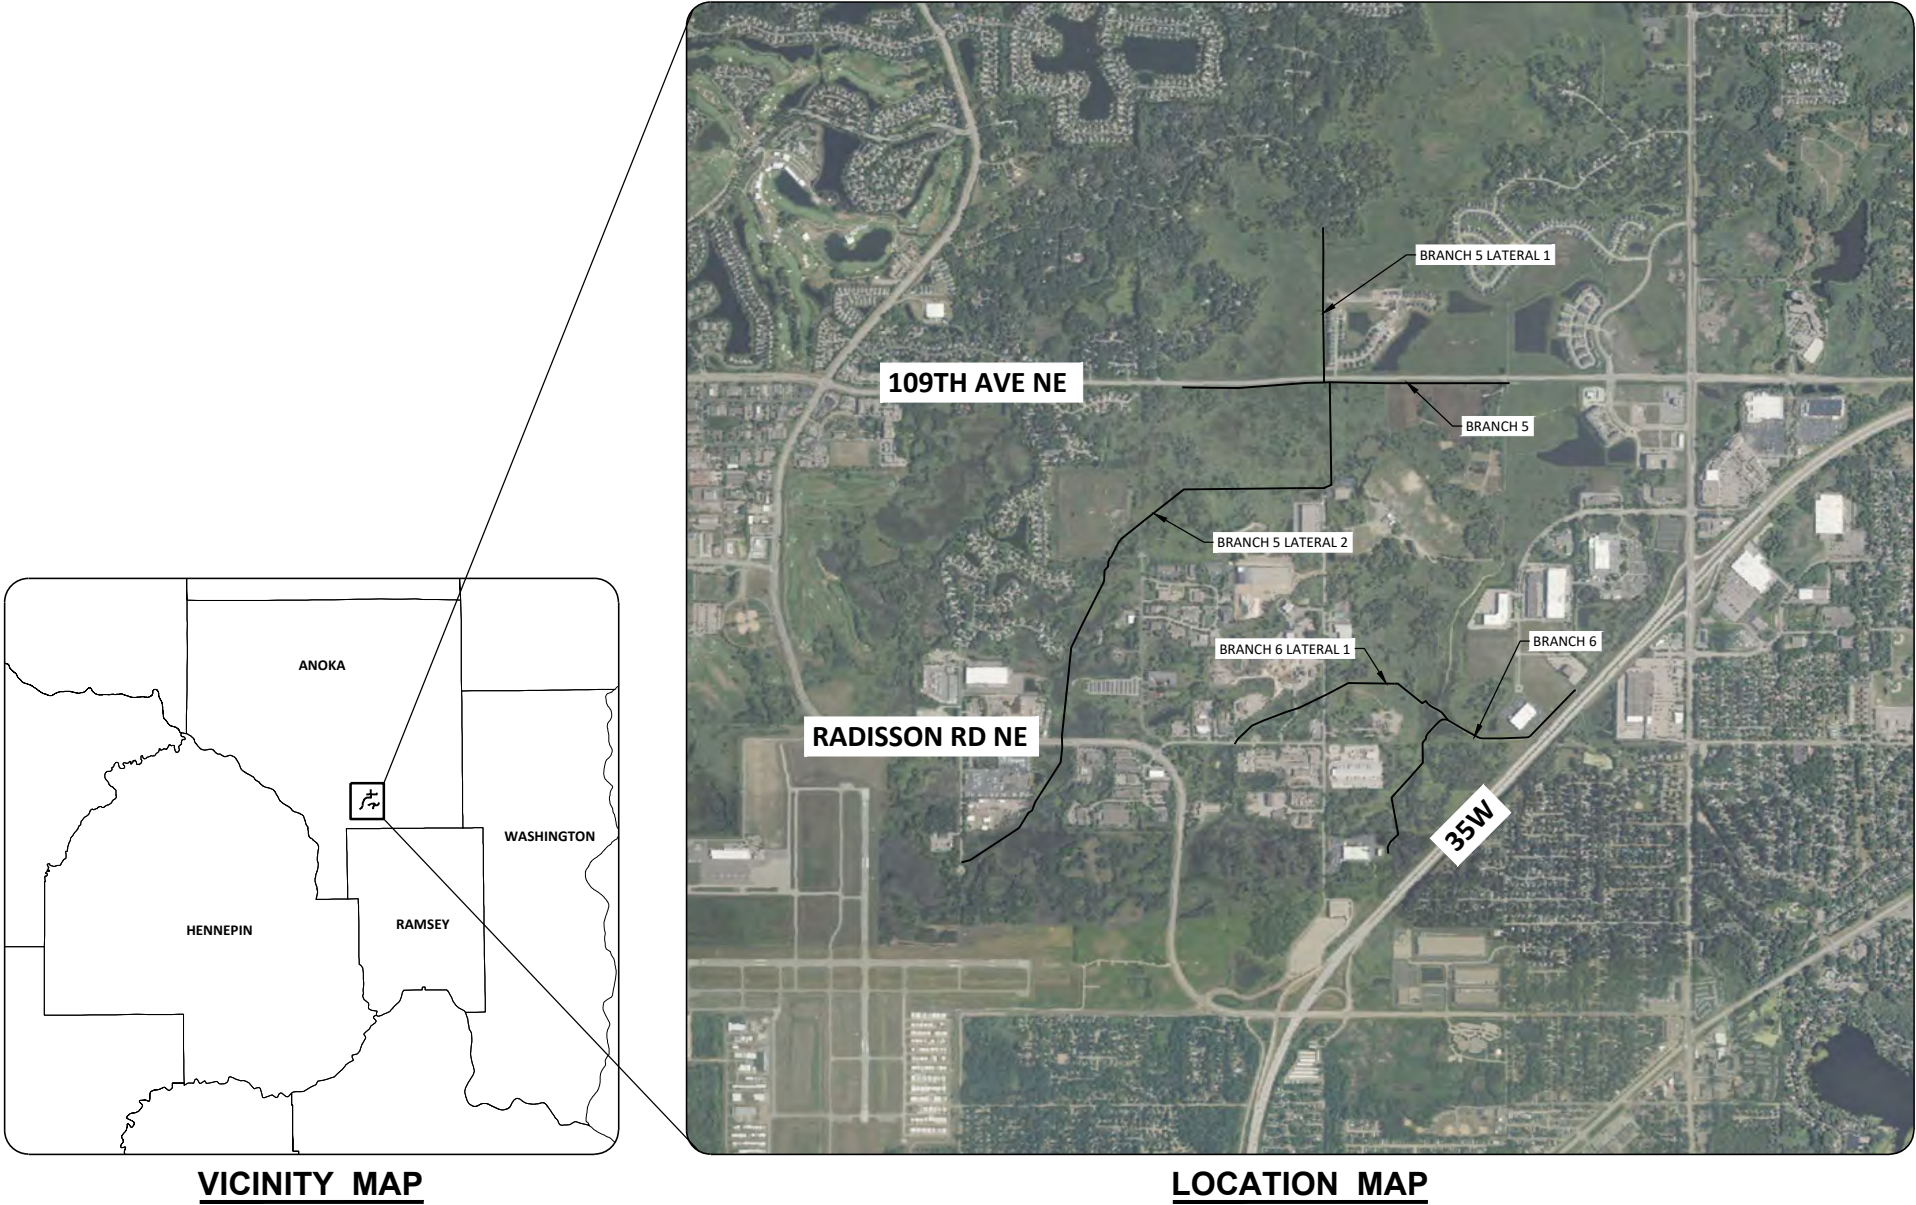 BRANCH 5 LATERAL 1
109TH AVE NE
BRANCH 5
BRANCH 5 LATERAL 2
BRANCH 6
BRANCH 6 LATERAL 1
RADISSON RD NE
35W
ANOKA
WASHINGTON
HENNEPIN
RAMSEY
VICINITY MAP
LOCATION MAP